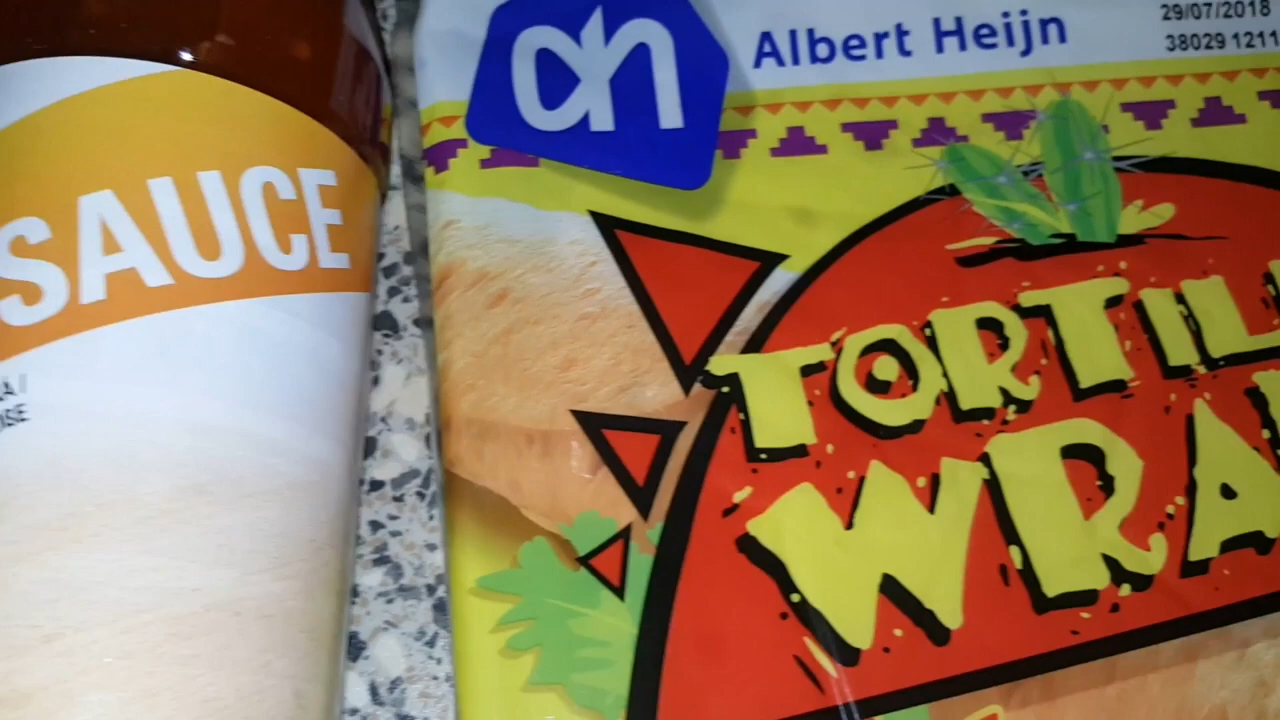 SAUCE
ah
Albert Heijn
29/07/2018
38029 1211
TORTIL
WRA